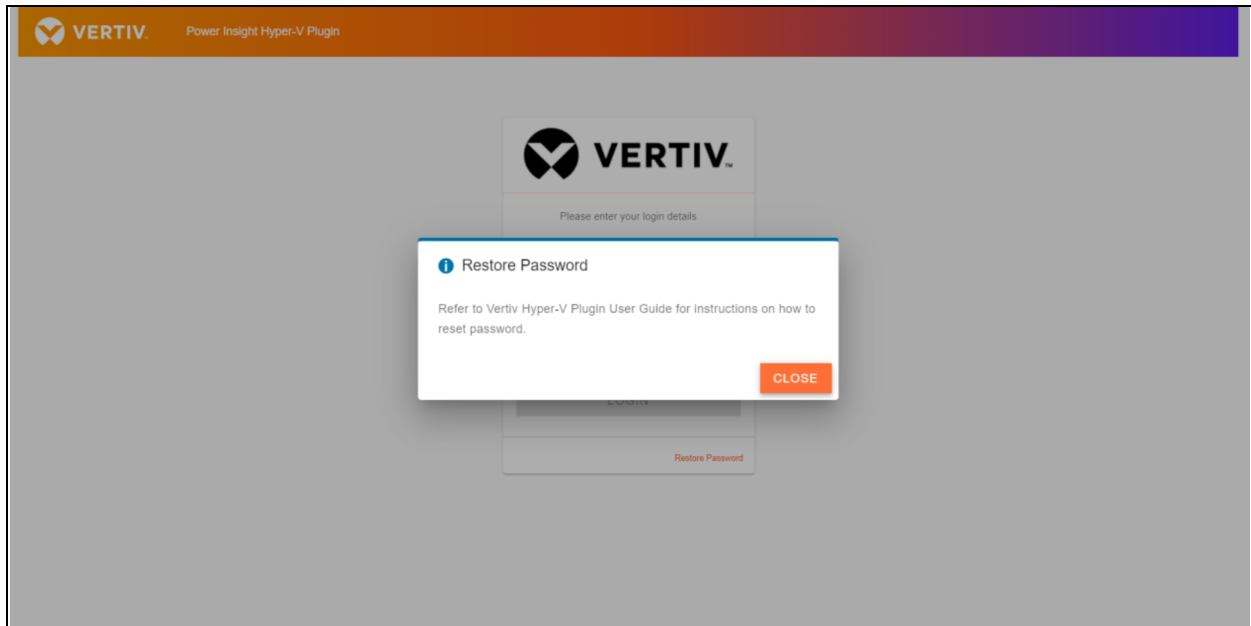 VERTIV.
Power Insight Hyper-V Plugin
VERTIV™
Please enter your login details
Restore Password
Refer to Vertiv Hyper-V Plugin User Guide for instructions on how to
reset password.
CLOSE
LOGIN
Restore Password